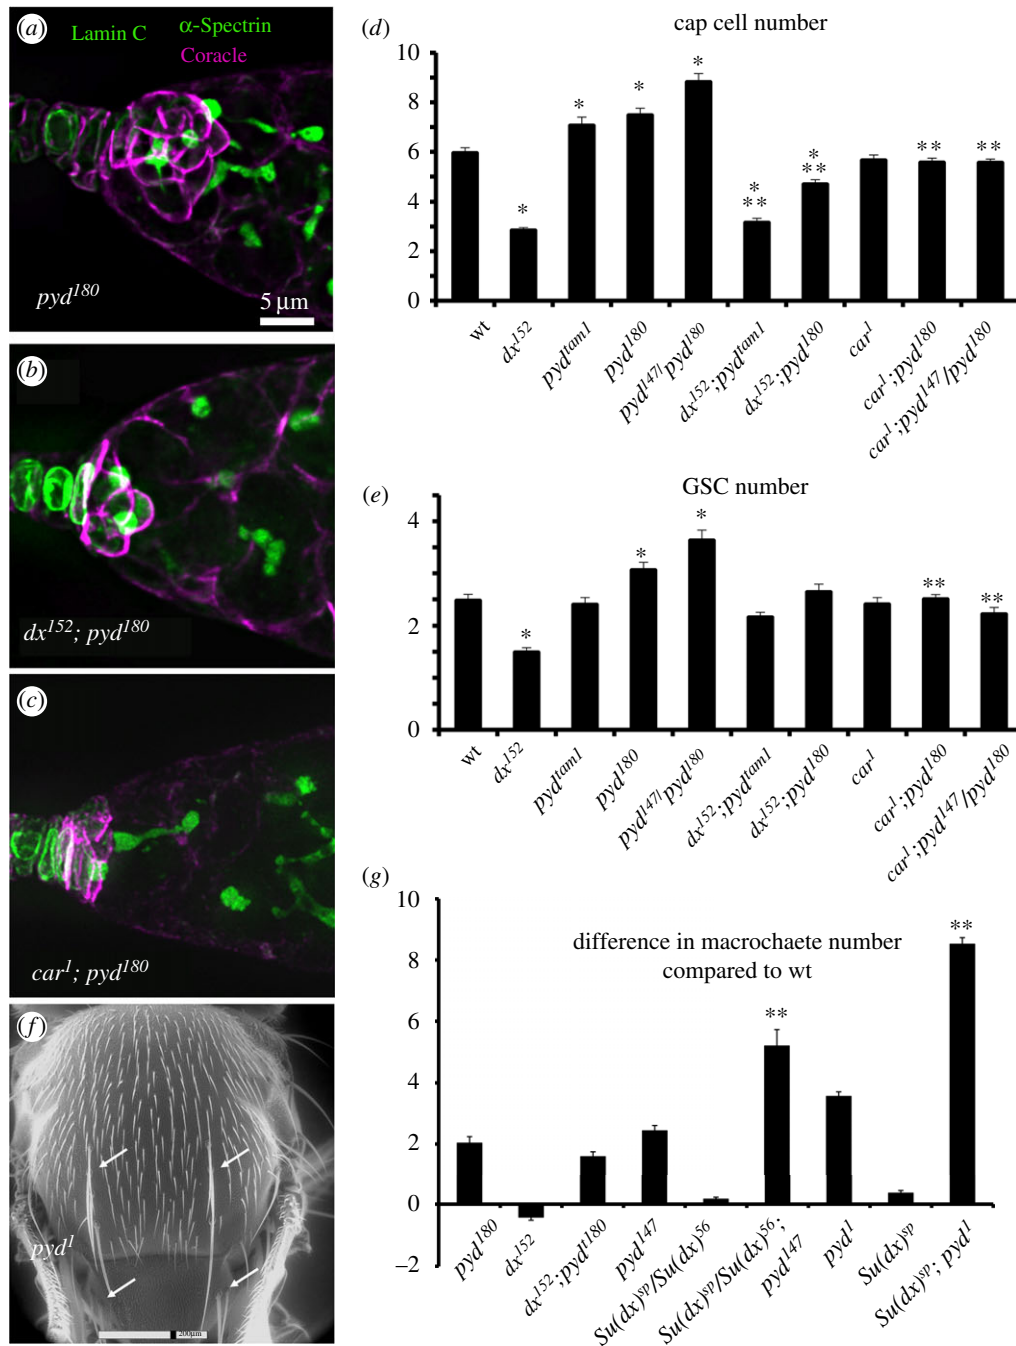 (a)
Lamin C α-Spectrin
Coracle
pyd180
5 µm
(b)
dx152; pyd180
(c)
car1; pyd180
(f)
pyd1
200µm
(d)
cap cell number
10
8
6
4
2
0
* * * * * ** * ** ** **
wt
dx152
pydtam1
pyd180
pyd147/pyd180
dx152;pydtam1
dx152;pyd180
car1
car1;pyd180
car1;pyd147/pyd180
(e)
GSC number
4
2
0
* * * ** **
wt
dx152
pydtam1
pyd180
pyd147/pyd180
dx152;pydtam1
dx152;pyd180
car1
car1;pyd180
car1;pyd147/pyd180
(g)
difference in macrochaete number
compared to wt
10
8
6
4
2
0
−2
** **
pyd180
dx152
dx152;pyd180
pyd147
Su(dx)sp/Su(dx)56
Su(dx)sp/Su(dx)56;
pyd147
pyd1
Su(dx)sp
Su(dx)sp; pyd1